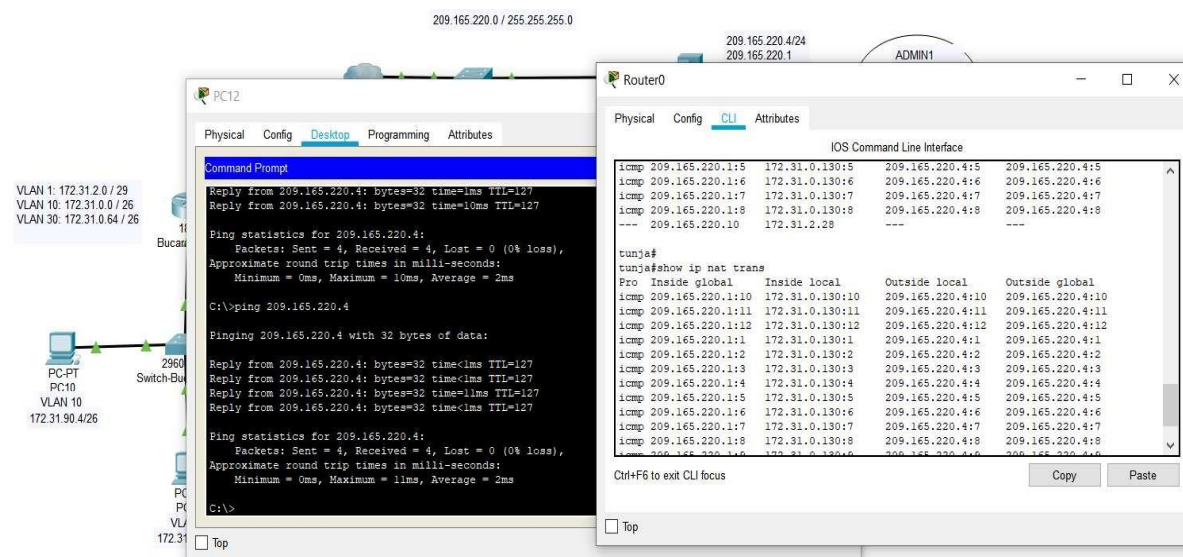 209.165.220.0 / 255.255.255.0
209.165.220.4/24
209.165.220.1
ADMIN1
VLAN 1: 172.31.2.0 / 29
VLAN 10: 172.31.0.0 / 26
VLAN 30: 172.31.0.64 / 26
Bucar
PC-PT
PC10
VLAN 10
172.31.90.4/26
2960
Switch-Bu
172.31
PC12
Physical Config Desktop Programming Attributes
Command Prompt
Reply from 209.165.220.4: bytes=32 time=1ms TTL=127
Reply from 209.165.220.4: bytes=32 time=10ms TTL=127
Ping statistics for 209.165.220.4:
Packets: Sent = 4, Received = 4, Lost = 0 (0% loss),
Approximate round trip times in milli-seconds:
Minimum = 0ms, Maximum = 10ms, Average = 2ms
C:\>ping 209.165.220.4
Pinging 209.165.220.4 with 32 bytes of data:
Reply from 209.165.220.4: bytes=32 time<1ms TTL=127
Reply from 209.165.220.4: bytes=32 time<1ms TTL=127
Reply from 209.165.220.4: bytes=32 time=11ms TTL=127
Reply from 209.165.220.4: bytes=32 time<1ms TTL=127
Ping statistics for 209.165.220.4:
Packets: Sent = 4, Received = 4, Lost = 0 (0% loss),
Approximate round trip times in milli-seconds:
Minimum = 0ms, Maximum = 11ms, Average = 2ms
C:\>
Top
Router0
Physical Config CLI Attributes
IOS Command Line Interface
icmp 209.165.220.1:5 172.31.0.130:5 209.165.220.4:5 209.165.220.4:5
icmp 209.165.220.1:6 172.31.0.130:6 209.165.220.4:6 209.165.220.4:6
icmp 209.165.220.1:7 172.31.0.130:7 209.165.220.4:7 209.165.220.4:7
icmp 209.165.220.1:8 172.31.0.130:8 209.165.220.4:8 209.165.220.4:8
--- 209.165.220.10 172.31.2.28 --- ---
tunja#
tunja#show ip nat trans
Pro Inside global Inside local Outside local Outside global
icmp 209.165.220.1:10 172.31.0.130:10 209.165.220.4:10 209.165.220.4:10
icmp 209.165.220.1:11 172.31.0.130:11 209.165.220.4:11 209.165.220.4:11
icmp 209.165.220.1:12 172.31.0.130:12 209.165.220.4:12 209.165.220.4:12
icmp 209.165.220.1:1 172.31.0.130:1 209.165.220.4:1 209.165.220.4:1
icmp 209.165.220.1:2 172.31.0.130:2 209.165.220.4:2 209.165.220.4:2
icmp 209.165.220.1:3 172.31.0.130:3 209.165.220.4:3 209.165.220.4:3
icmp 209.165.220.1:4 172.31.0.130:4 209.165.220.4:4 209.165.220.4:4
icmp 209.165.220.1:5 172.31.0.130:5 209.165.220.4:5 209.165.220.4:5
icmp 209.165.220.1:6 172.31.0.130:6 209.165.220.4:6 209.165.220.4:6
icmp 209.165.220.1:7 172.31.0.130:7 209.165.220.4:7 209.165.220.4:7
icmp 209.165.220.1:8 172.31.0.130:8 209.165.220.4:8 209.165.220.4:8
icmp 209.165.220.1:9 172.31.0.130:9 209.165.220.4:9 209.165.220.4:9
Ctrl+F6 to exit CLI focus
Copy
Paste
Top